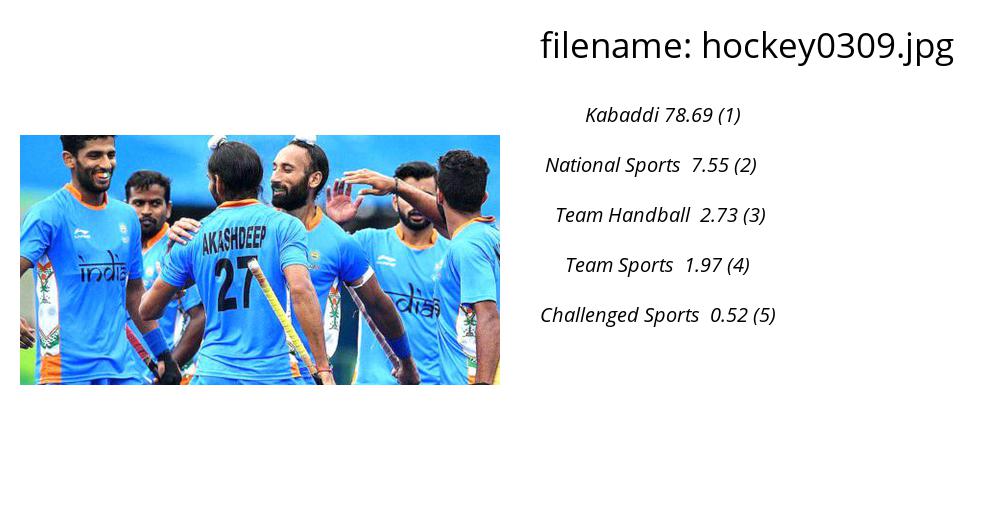 filename: hockey0309.jpg
Kabaddi 78.69 (1)
National Sports 7.55 (2)
Team Handball 2.73 (3)
Team Sports 1.97 (4)
Challenged Sports 0.52 (5)
india
AKASHDEEP
27
india